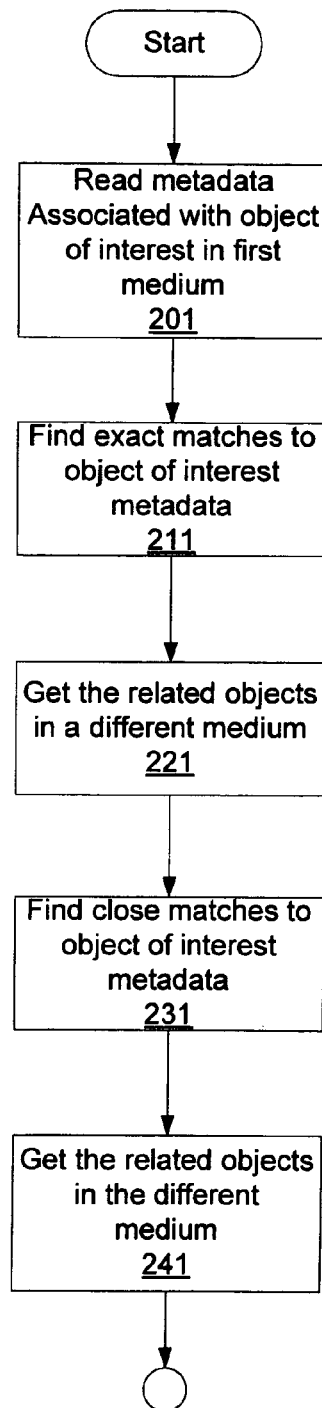 Start
Read metadata
Associated with object
of interest in first
medium
201
Find exact matches to
object of interest
metadata
211
Get the related objects
in a different medium
221
Find close matches to
object of interest
metadata
231
Get the related objects
in the different
medium
241